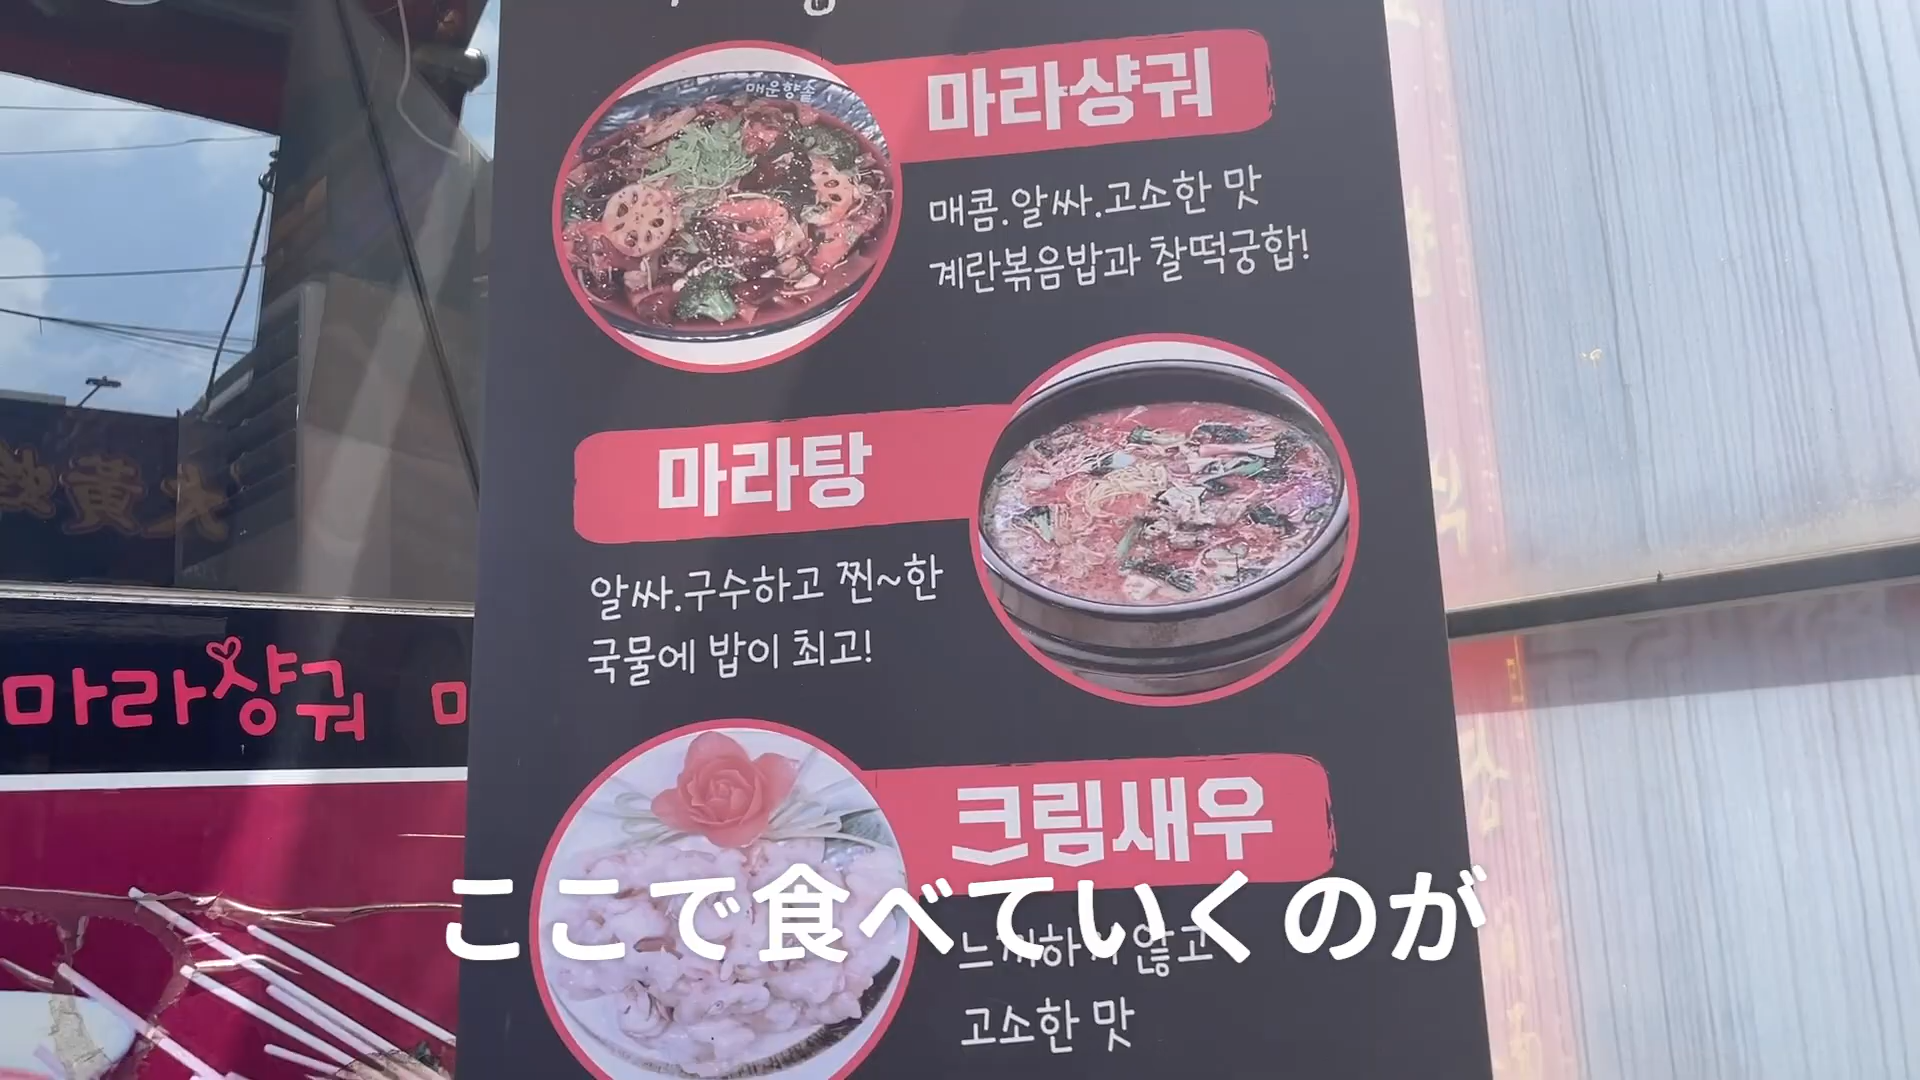 매운향솥
마라샹궈
매콤.알싸.고소한 맛
계란볶음밥과 찰떡궁합!
마라탕
알싸.구수하고 찐~한
국물에 밥이 최고!
마라샹궈
크림새우
ここで食べていくのが
고소한 맛